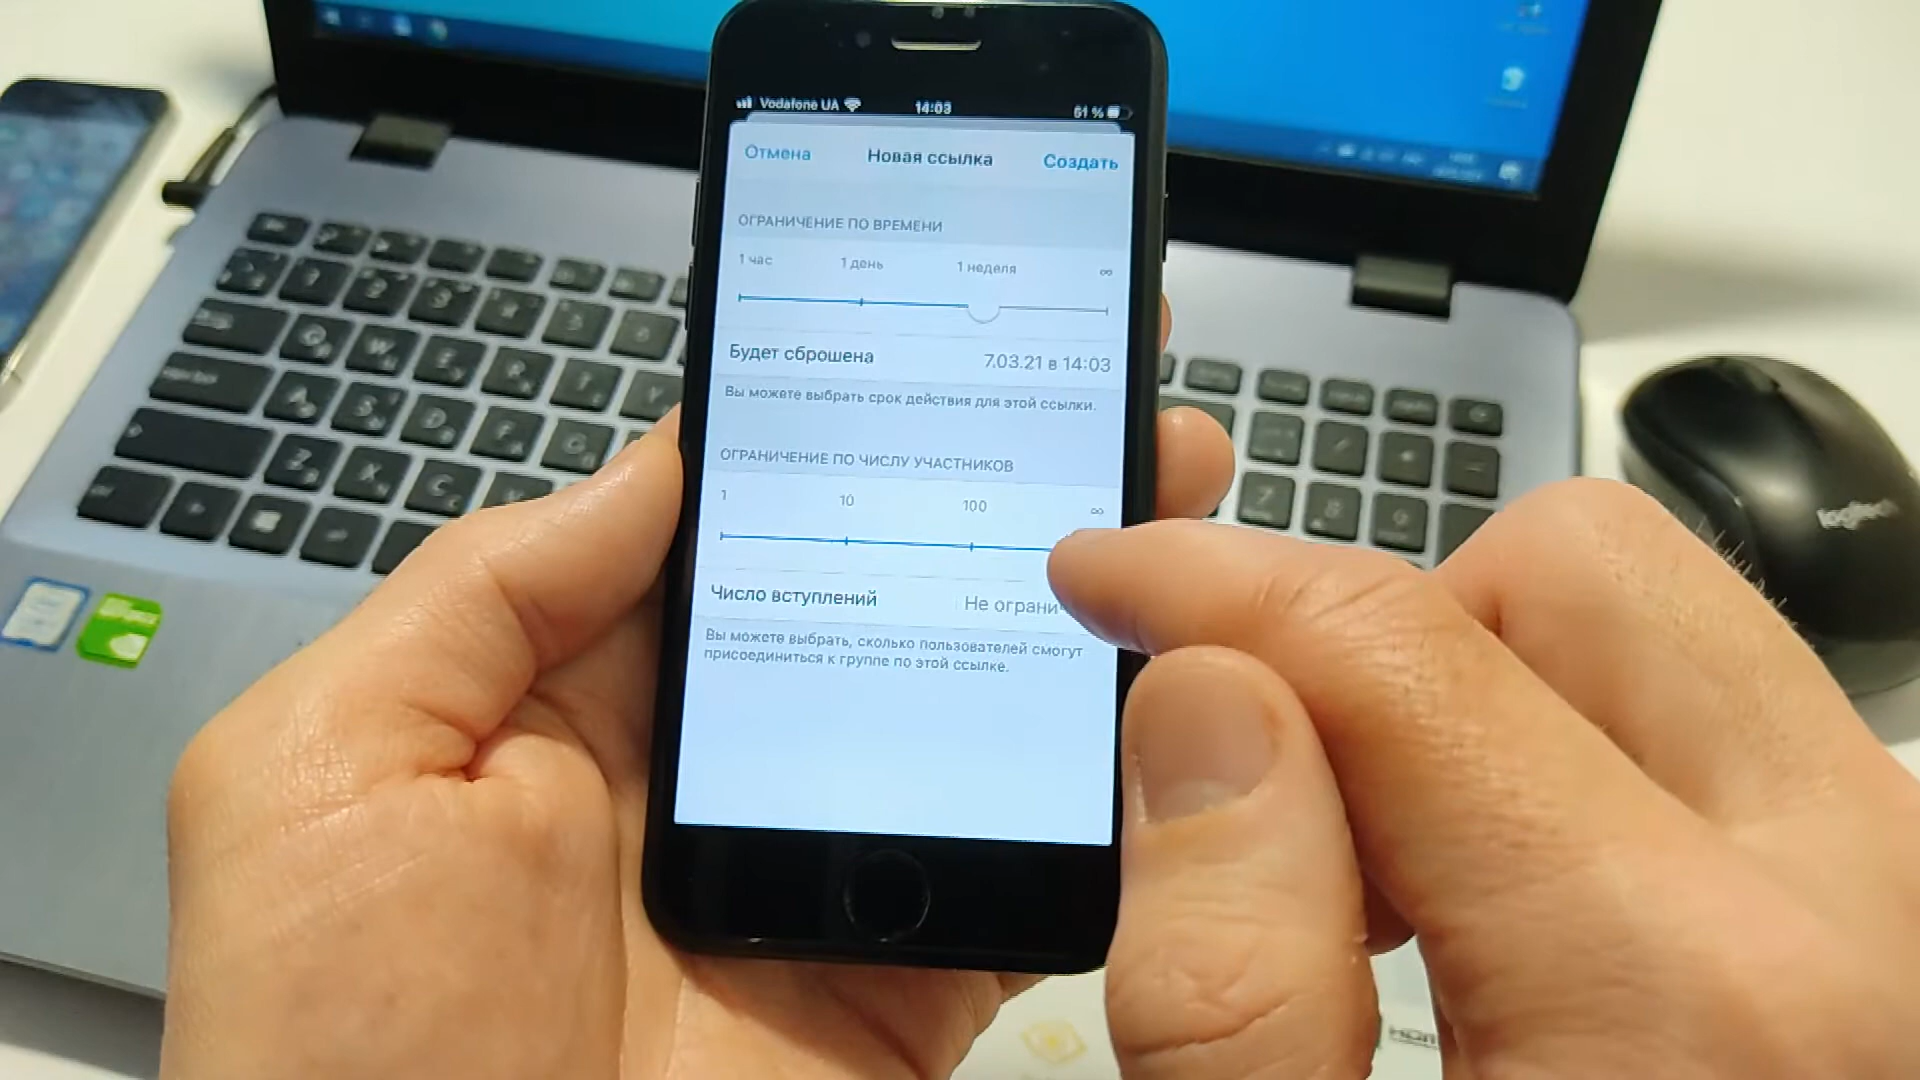 Vodafone UA
14:03
61 %
Отмена
Новая ссылка
Создать
ОГРАНИЧЕНИЕ ПО ВРЕМЕНИ
1 час
1 день
1 неделя
∞
Будет сброшена
7.03.21 в 14:03
Вы можете выбрать срок действия для этой ссылки.
ОГРАНИЧЕНИЕ ПО ЧИСЛУ УЧАСТНИКОВ
1
10
100
∞
Число вступлений
Не огранич
Вы можете выбрать, сколько пользователей смогут
присоединиться к группе по этой ссылке.
logitech